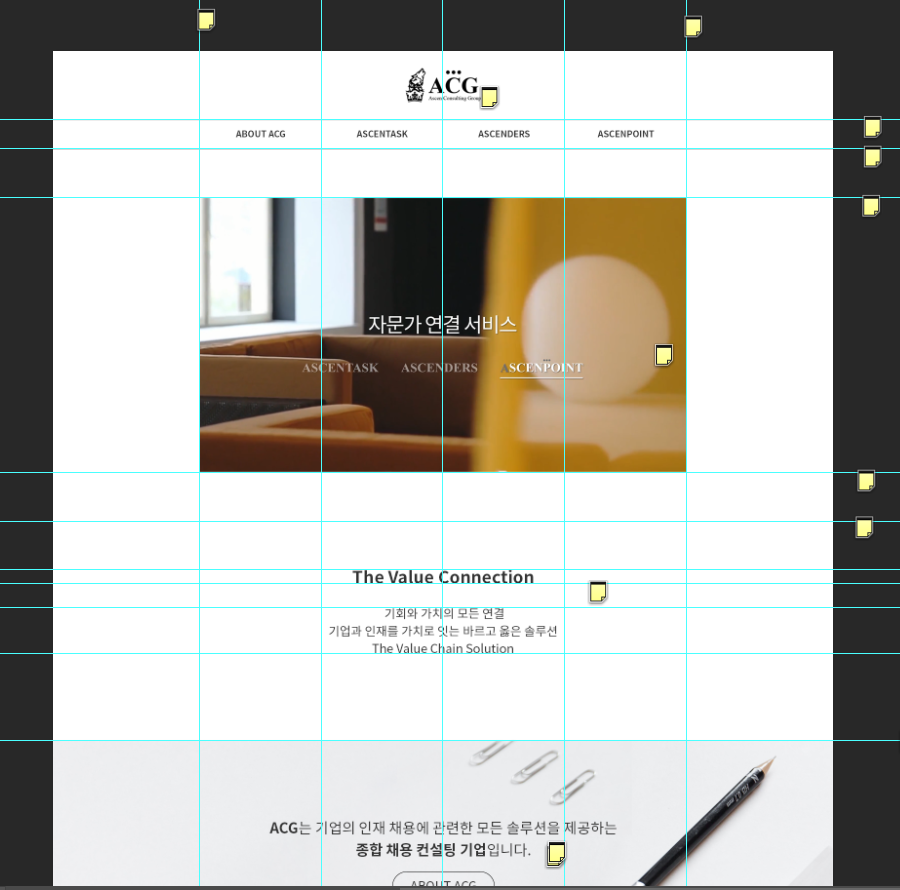 ACG
Ascen Consulting Group
ABOUT ACG
ASCENTASK
ASCENDERS
ASCENPOINT
자문가 연결 서비스
ASCENTASK
ASCENDERS
ASCENPOINT
The Value Connection
기회와 가치의 모든 연결
기업과 인재를 가치로 잇는 바르고 옳은 솔루션
The Value Chain Solution
ACG는 기업의 인재 채용에 관련한 모든 솔루션을 제공하는
종합 채용 컨설팅 기업입니다.
ABOUT ACG